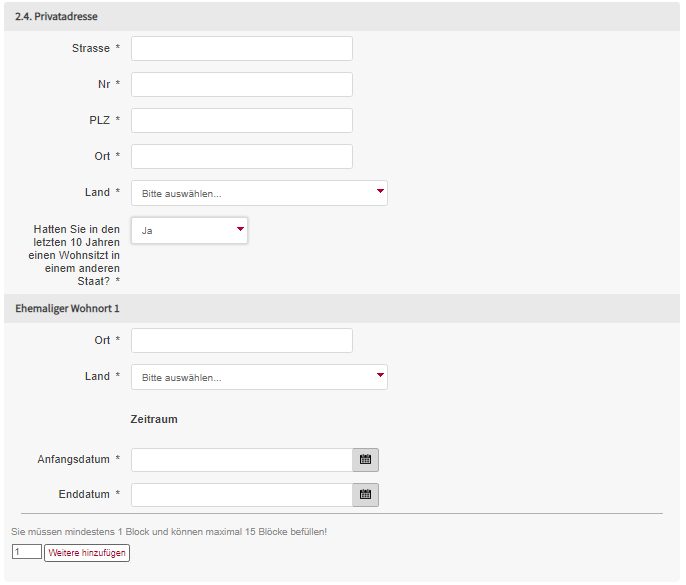 2.4. Privatadresse
Strasse *
Nr *
PLZ *
Ort *
Land *
Bitte auswählen...
Hatten Sie in den
letzten 10 Jahren
einen Wohnsitzt in
einem anderen
Staat? *
Ja
Ehemaliger Wohnort 1
Ort *
Land *
Bitte auswählen...
Zeitraum
Anfangsdatum *
Enddatum *
Sie müssen mindestens 1 Block und können maximal 15 Blöcke befüllen!
1
Weitere hinzufügen